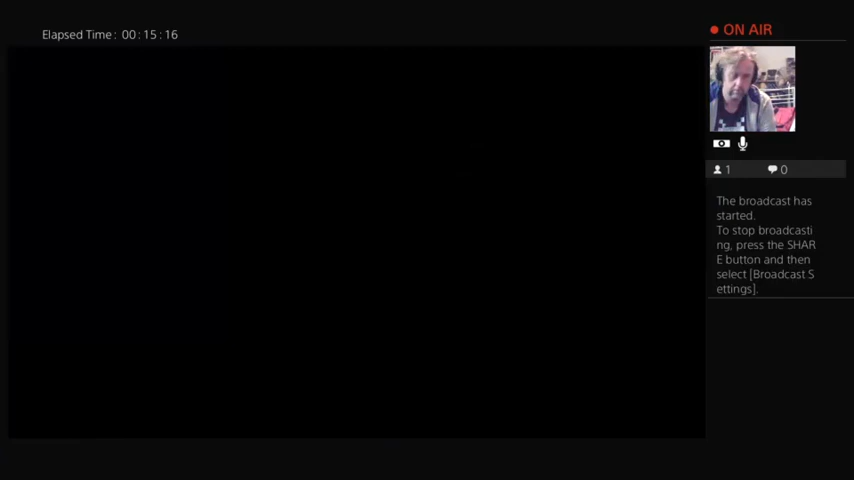 Elapsed Time: 00:15:16
ON AIR
1 0
The broadcast has
started.
To stop broadcasti
ng, press the SHAR
E button and then
select [Broadcast S
ettings].